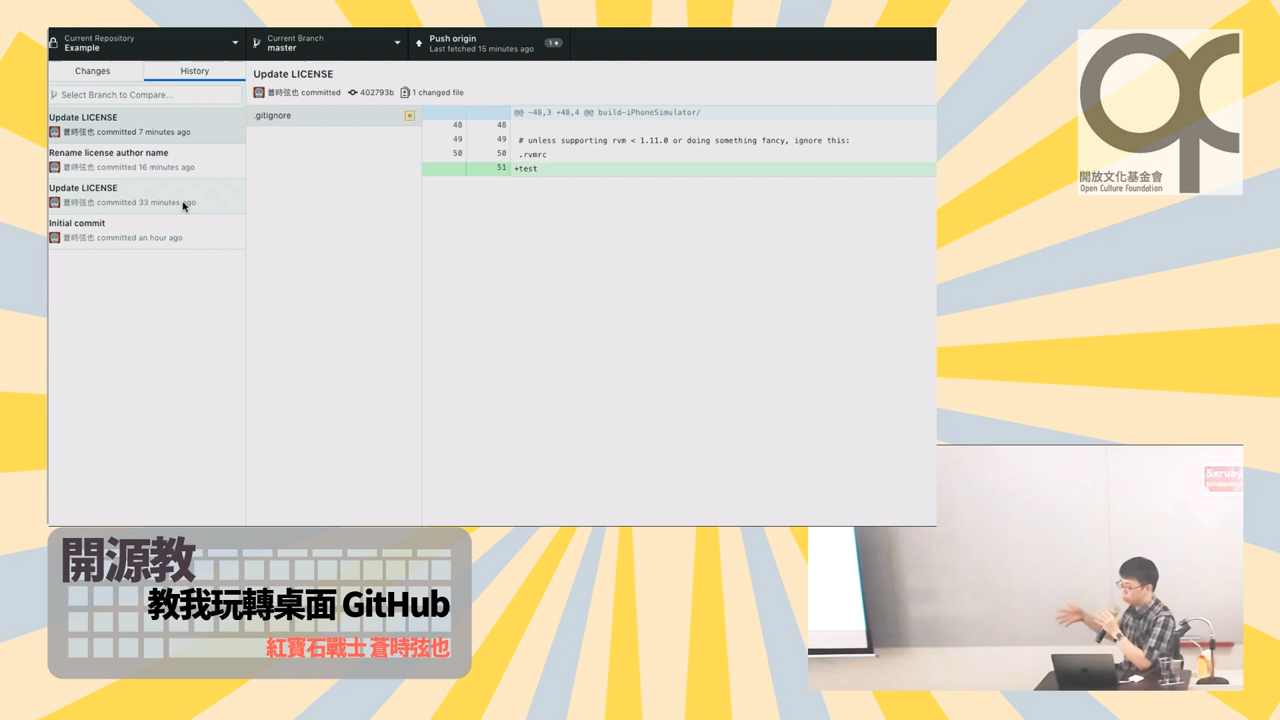 Current Repository
Example
Current Branch
master
Push origin
Last fetched 15 minutes ago
1
Changes
History
Select Branch to Compare...
Update LICENSE
蒼時弦也 committed 7 minutes ago
Rename license author name
蒼時弦也 committed 16 minutes ago
Update LICENSE
蒼時弦也 committed 33 minutes ago
Initial commit
蒼時弦也 committed an hour ago
Update LICENSE
蒼時弦也 committed 402793b 1 changed file
.gitignore
@@ -48,3 +48,4 @@ build-iPhoneSimulator/
48 48
49 49 # unless supporting rvm < 1.11.0 or doing something fancy, ignore this:
50 50 .rvmrc
51 +test
開放文化基金會
Open Culture Foundation
5xruby
開源教
教我玩轉桌面 GitHub
紅寶石戰士 蒼時弦也